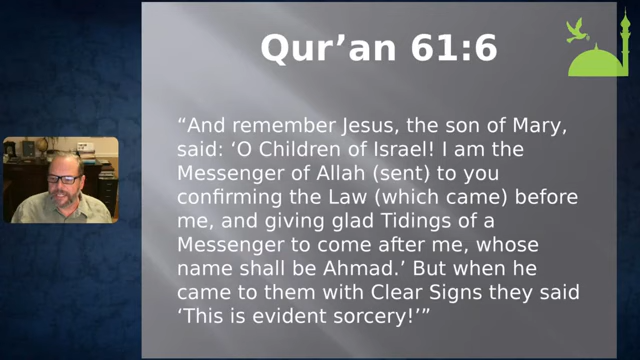 Qur’an 61:6
“And remember Jesus, the son of Mary,
said: ‘O Children of Israel! I am the
Messenger of Allah (sent) to you
confirming the Law (which came) before
me, and giving glad Tidings of a
Messenger to come after me, whose
name shall be Ahmad.’ But when he
came to them with Clear Signs they said
‘This is evident sorcery!’”